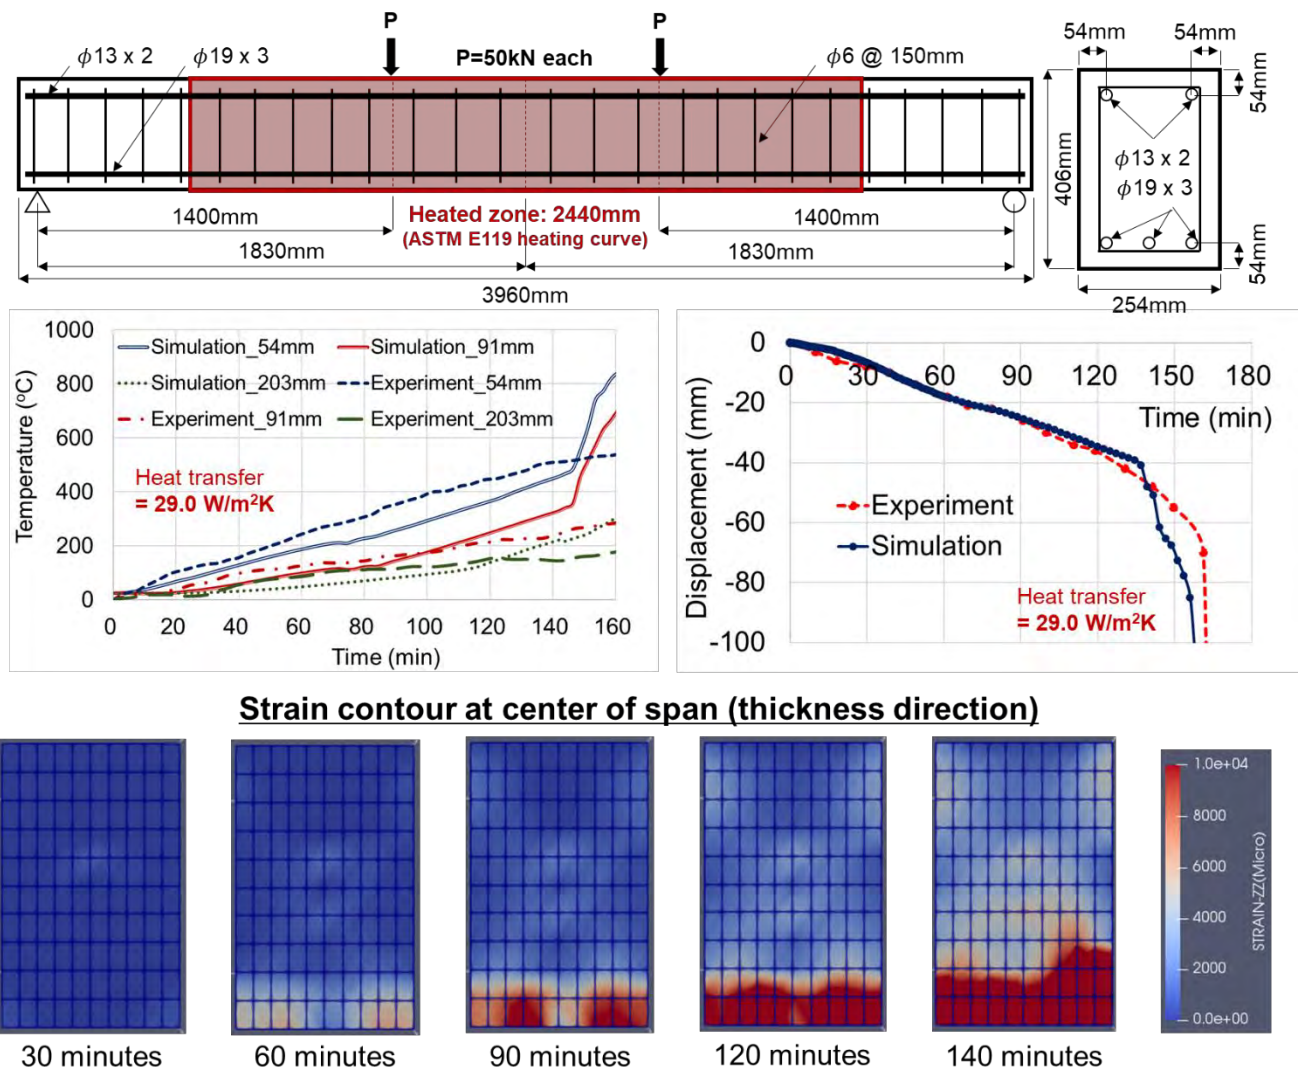 P
P
P=50kN each
ϕ13 x 2
ϕ19 x 3
ϕ6 @ 150mm
1400mm
Heated zone: 2440mm
(ASTM E119 heating curve)
1400mm
1830mm
1830mm
3960mm
54mm
54mm
54mm
406mm
ϕ13 x 2
ϕ19 x 3
54mm
254mm
1000
800
600
400
200
0
Temperature (°C)
Simulation_54mm
Simulation_91mm
Simulation_203mm
Experiment_54mm
Experiment_91mm
Experiment_203mm
Heat transfer
= 29.0 W/m²K
0
20
40
60
80
100
120
140
160
Time (min)
0
-20
-40
-60
-80
-100
Displacement (mm)
0
30
60
90
120
150
180
Time (min)
Experiment
Simulation
Heat transfer
= 29.0 W/m²K
Strain contour at center of span (thickness direction)
1.0e+04
8000
6000
4000
2000
0.0e+00
STRAIN-ZZ(Micro)
30 minutes
60 minutes
90 minutes
120 minutes
140 minutes